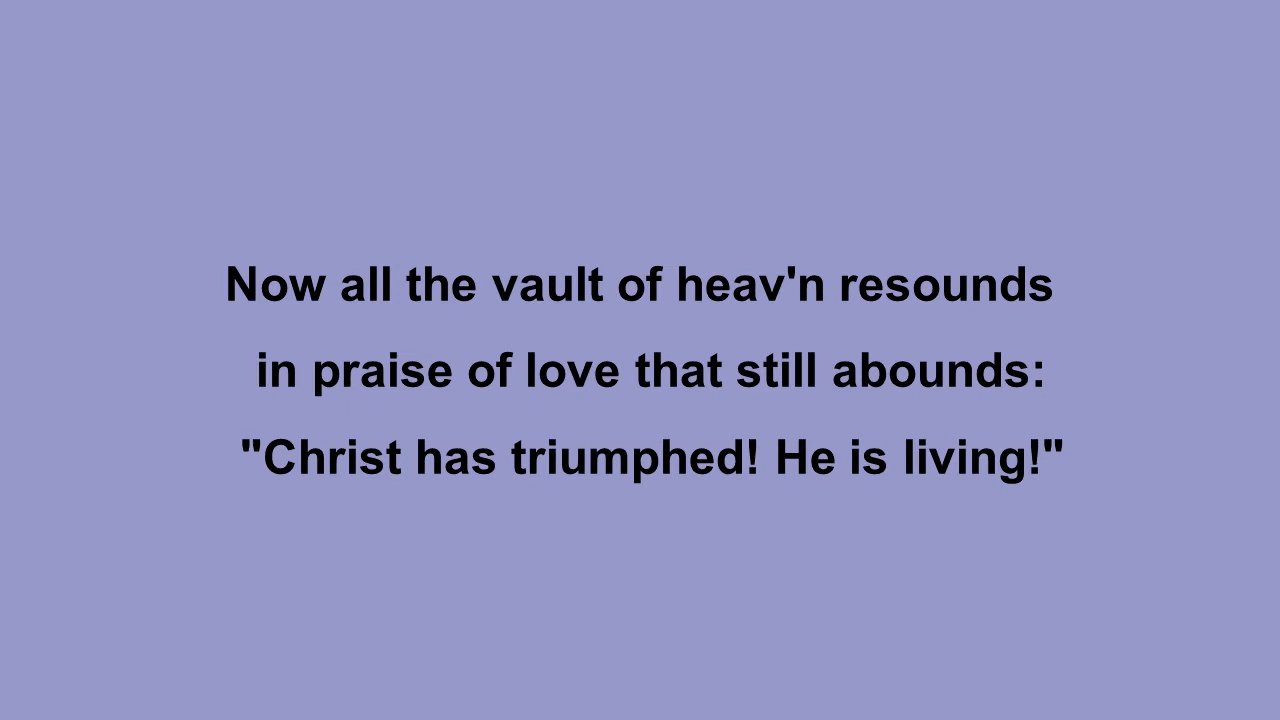 Now all the vault of heav'n resounds
in praise of love that still abounds:
"Christ has triumphed! He is living!"